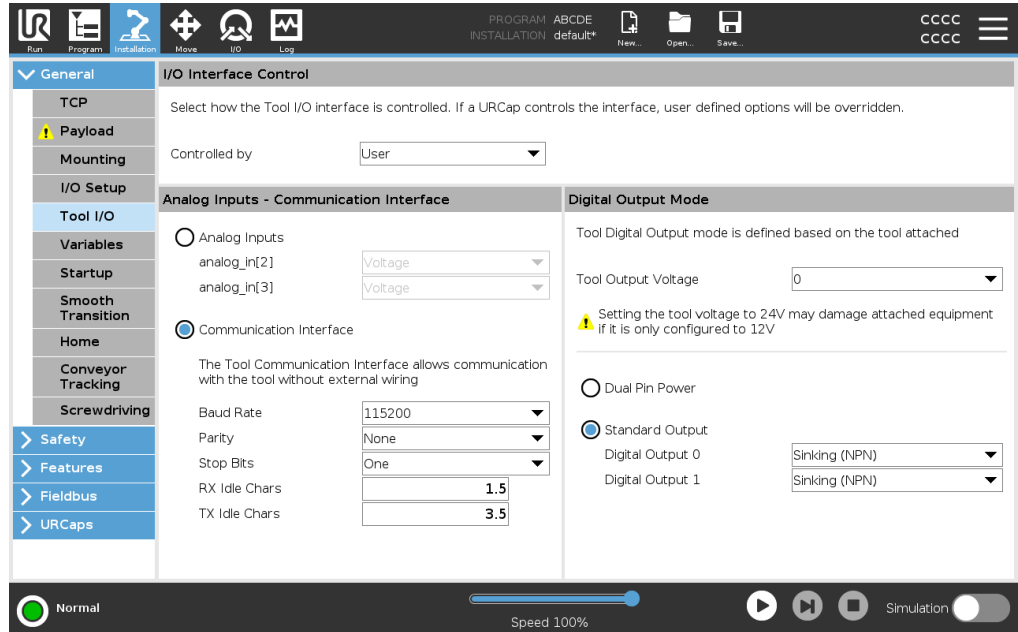 UR
Run
Program
Installation
Move
I/O
Log
PROGRAM ABCDE
INSTALLATION default*
New...
Open...
Save...
CCCC
CCCC
General
TCP
Payload
Mounting
I/O Setup
Tool I/O
Variables
Startup
Smooth
Transition
Home
Conveyor
Tracking
Screwdriving
Safety
Features
Fieldbus
URCaps
I/O Interface Control
Select how the Tool I/O interface is controlled. If a URCap controls the interface, user defined options will be overridden.
Controlled by User
Analog Inputs - Communication Interface
Analog Inputs
analog_in[2] Voltage
analog_in[3] Voltage
Communication Interface
The Tool Communication Interface allows communication
with the tool without external wiring
Baud Rate 115200
Parity None
Stop Bits One
RX Idle Chars 1.5
TX Idle Chars 3.5
Digital Output Mode
Tool Digital Output mode is defined based on the tool attached
Tool Output Voltage 0
Setting the tool voltage to 24V may damage attached equipment
if it is only configured to 12V
Dual Pin Power
Standard Output
Digital Output 0 Sinking (NPN)
Digital Output 1 Sinking (NPN)
Normal
Speed 100%
Simulation